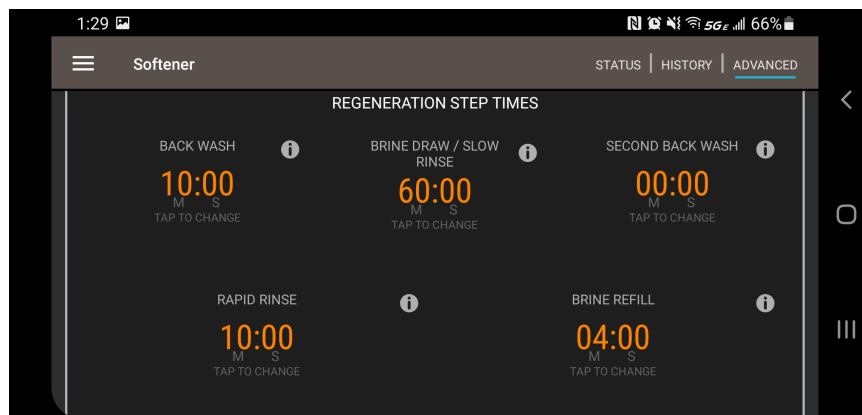 1:29 5GE 66%
Softener STATUS | HISTORY | ADVANCED
REGENERATION STEP TIMES
BACK WASH
10:00
M S
TAP TO CHANGE
BRINE DRAW / SLOW
RINSE
60:00
M S
TAP TO CHANGE
SECOND BACK WASH
00:00
M S
TAP TO CHANGE
RAPID RINSE
10:00
M S
TAP TO CHANGE
BRINE REFILL
04:00
M S
TAP TO CHANGE